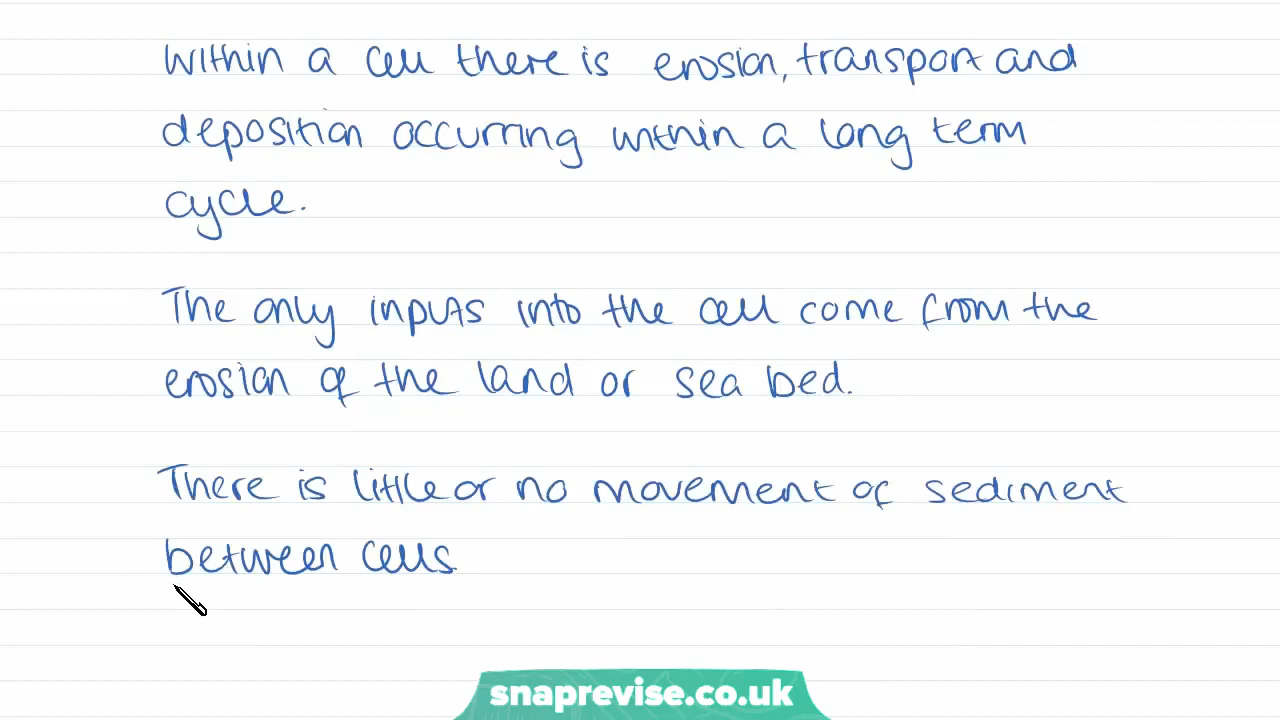 Within a cell there is erosion, transport and
deposition occurring within a long term
cycle.
The only inputs into the cell come from the
erosion of the land or sea bed.
There is little or no movement of sediment
between cells
snaprevise.co.uk